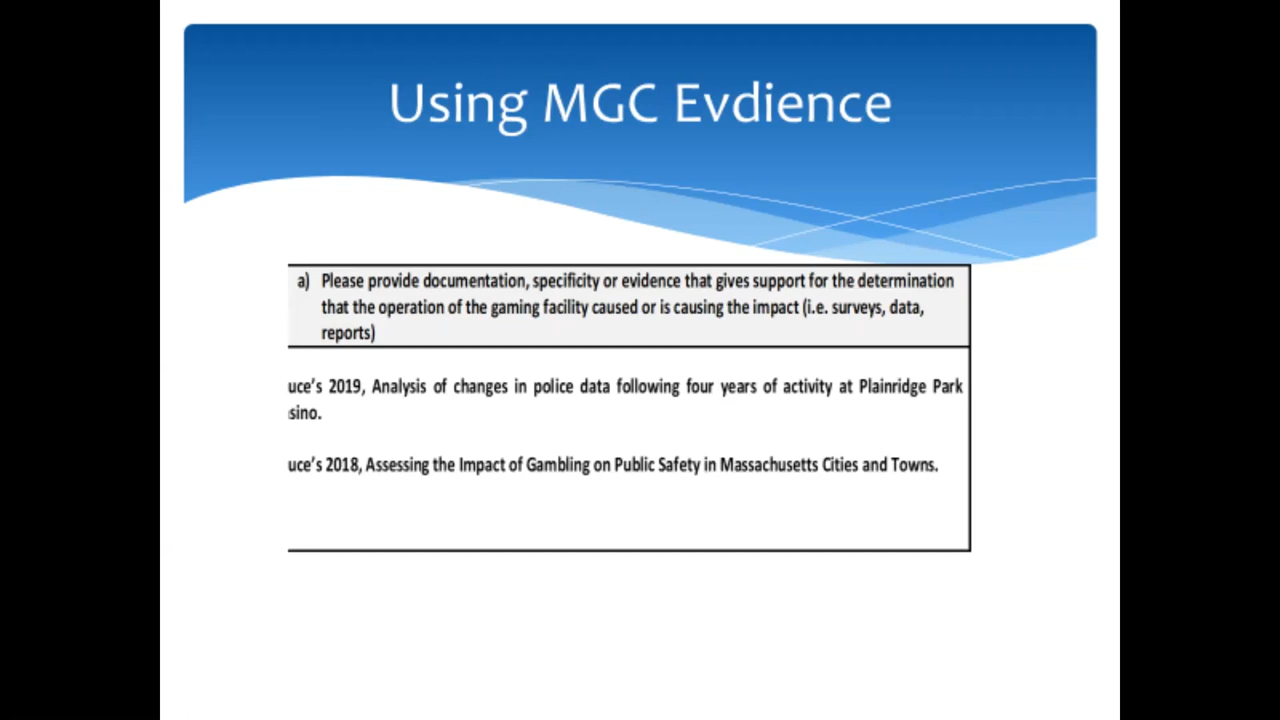 Using MGC Evdience
a) Please provide documentation, specificity or evidence that gives support for the determination
that the operation of the gaming facility caused or is causing the impact (i.e. surveys, data,
reports)
uce's 2019, Analysis of changes in police data following four years of activity at Plainridge Park
sino.
uce's 2018, Assessing the Impact of Gambling on Public Safety in Massachusetts Cities and Towns.